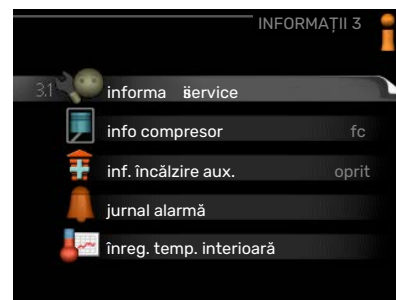 INFORMAȚII 3
3.1 informa service
info compresor fc
inf. încălzire aux. oprit
jurnal alarmă
înreg. temp. interioară